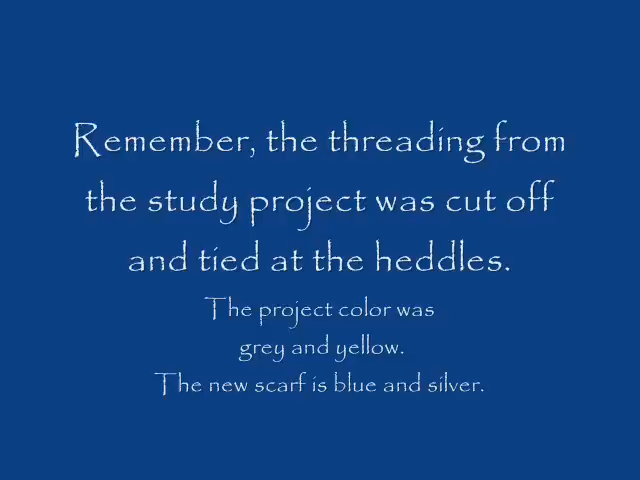 Remember, the threading from
the study project was cut off
and tied at the heddles.
The project color was
grey and yellow.
The new scarf is blue and silver.